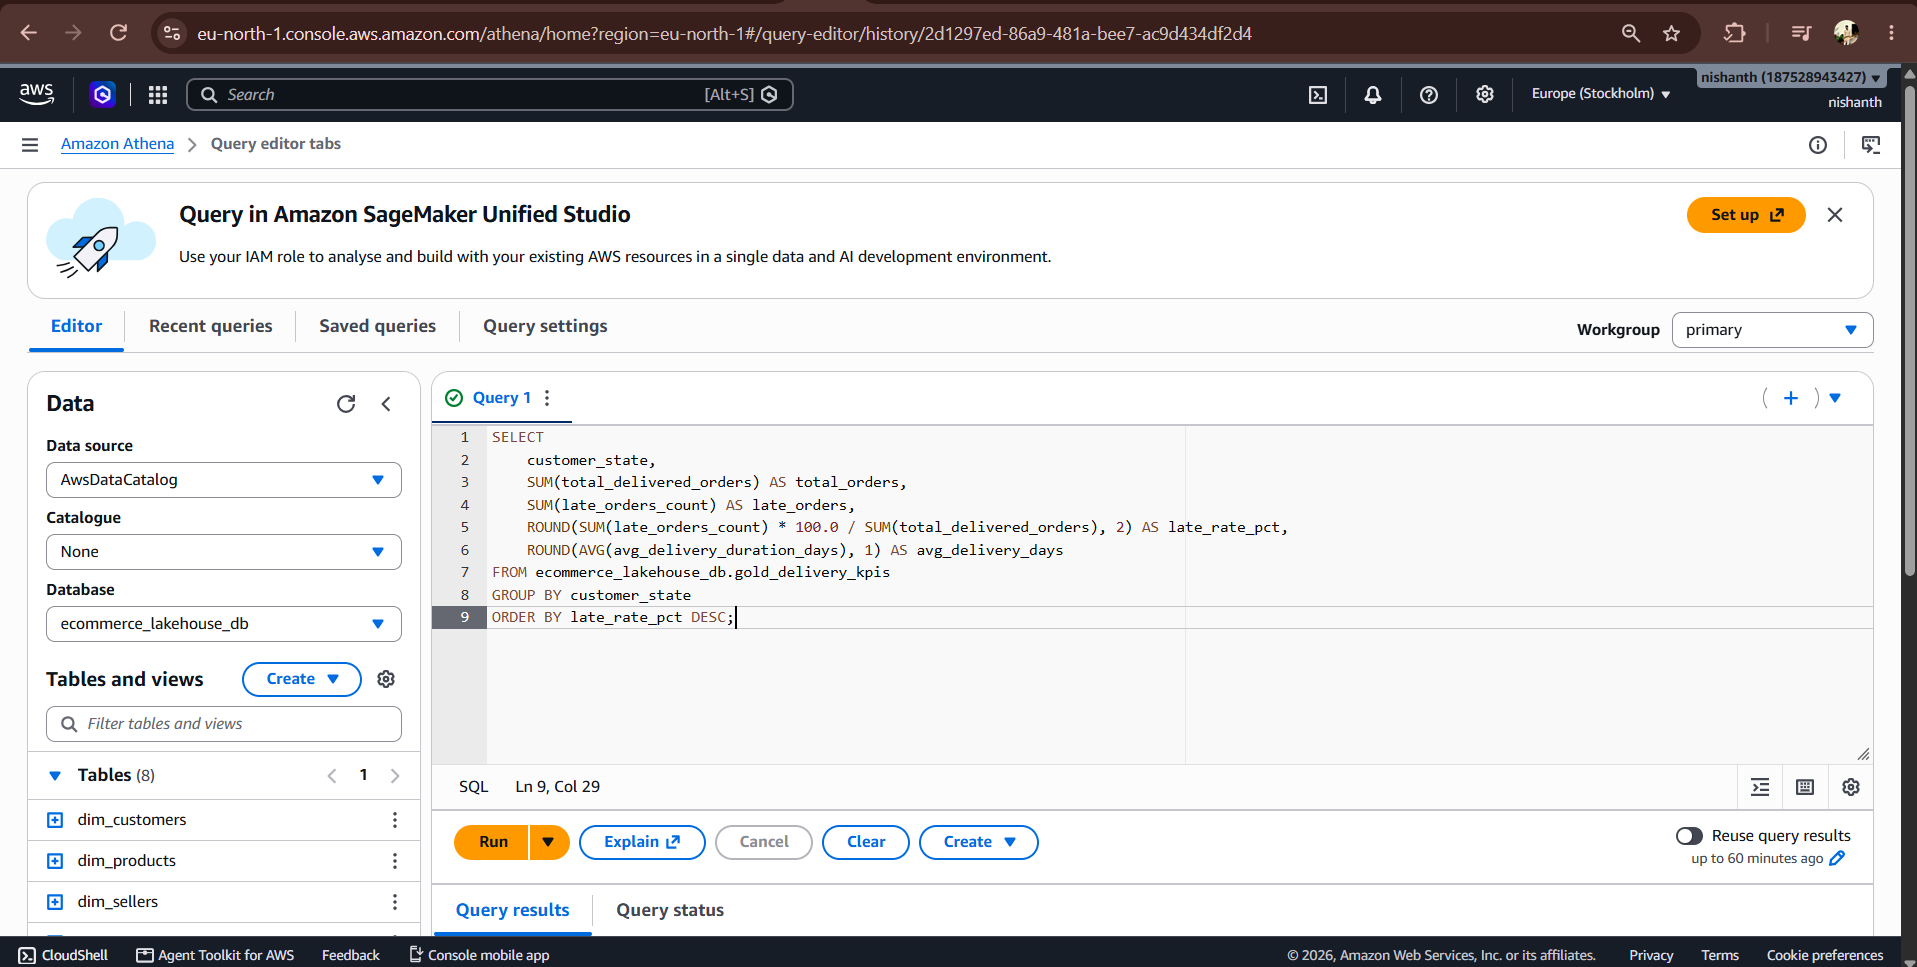 eu-north-1.console.aws.amazon.com/athena/home?region=eu-north-1#/query-editor/history/2d1297ed-86a9-481a-bee7-ac9d434df2d4
aws
Search
[Alt+S]
Europe (Stockholm)
nishanth (187528943427)
nishanth
Amazon Athena
Query editor tabs
Query in Amazon SageMaker Unified Studio
Use your IAM role to analyse and build with your existing AWS resources in a single data and AI development environment.
Set up
Editor
Recent queries
Saved queries
Query settings
Workgroup
primary
Data
Data source
AwsDataCatalog
Catalogue
None
Database
ecommerce_lakehouse_db
Tables and views
Create
Filter tables and views
Tables (8)
1
dim_customers
dim_products
dim_sellers
Query 1
1 SELECT
2 customer_state,
3 SUM(total_delivered_orders) AS total_orders,
4 SUM(late_orders_count) AS late_orders,
5 ROUND(SUM(late_orders_count) * 100.0 / SUM(total_delivered_orders), 2) AS late_rate_pct,
6 ROUND(AVG(avg_delivery_duration_days), 1) AS avg_delivery_days
7 FROM ecommerce_lakehouse_db.gold_delivery_kpis
8 GROUP BY customer_state
9 ORDER BY late_rate_pct DESC;
SQL
Ln 9, Col 29
Run
Explain
Cancel
Clear
Create
Reuse query results
up to 60 minutes ago
Query results
Query status
CloudShell
Agent Toolkit for AWS
Feedback
Console mobile app
© 2026, Amazon Web Services, Inc. or its affiliates.
Privacy
Terms
Cookie preferences